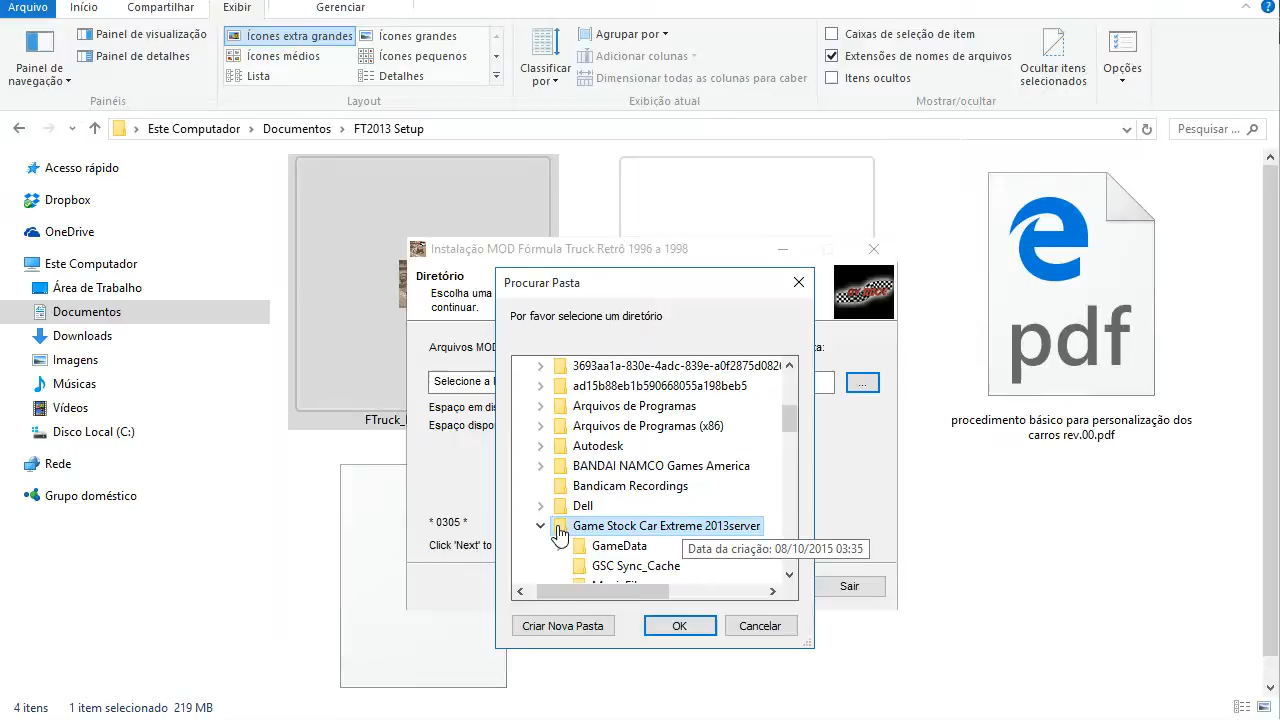 Arquivo Início Compartilhar Exibir Gerenciar
Painel de navegação
Painel de visualização
Painel de detalhes
Painéis
Ícones extra grandes Ícones grandes
Ícones médios Ícones pequenos
Lista Detalhes
Layout
Classificar por
Agrupar por
Adicionar colunas
Dimensionar todas as colunas para caber
Exibição atual
Caixas de seleção de item
Extensões de nomes de arquivos
Itens ocultos
Ocultar itens selecionados
Mostrar/ocultar
Opções
Este Computador > Documentos > FT2013 Setup
Pesquisar ...
Acesso rápido
Dropbox
OneDrive
Este Computador
Área de Trabalho
Documentos
Downloads
Imagens
Músicas
Vídeos
Disco Local (C:)
Rede
Grupo doméstico
FTruck_
pdf
procedimento básico para personalização dos
carros rev.00.pdf
Instalação MOD Fórmula Truck Retrô 1996 a 1998
Diretório
Escolha uma
continuar.
Arquivos MOD
ta:
Selecione a
...
Espaço em dis
Espaço dispo
* 0305 *
Click 'Next' to
Sair
Procurar Pasta
Por favor selecione um diretório
3693aa1a-830e-4adc-839e-a0f2875d082
ad15b88eb1b590668055a198beb5
Arquivos de Programas
Arquivos de Programas (x86)
Autodesk
BANDAI NAMCO Games America
Bandicam Recordings
Dell
Game Stock Car Extreme 2013server
GameData
Data da criação: 08/10/2015 03:35
GSC Sync_Cache
Criar Nova Pasta OK Cancelar
4 itens 1 item selecionado 219 MB